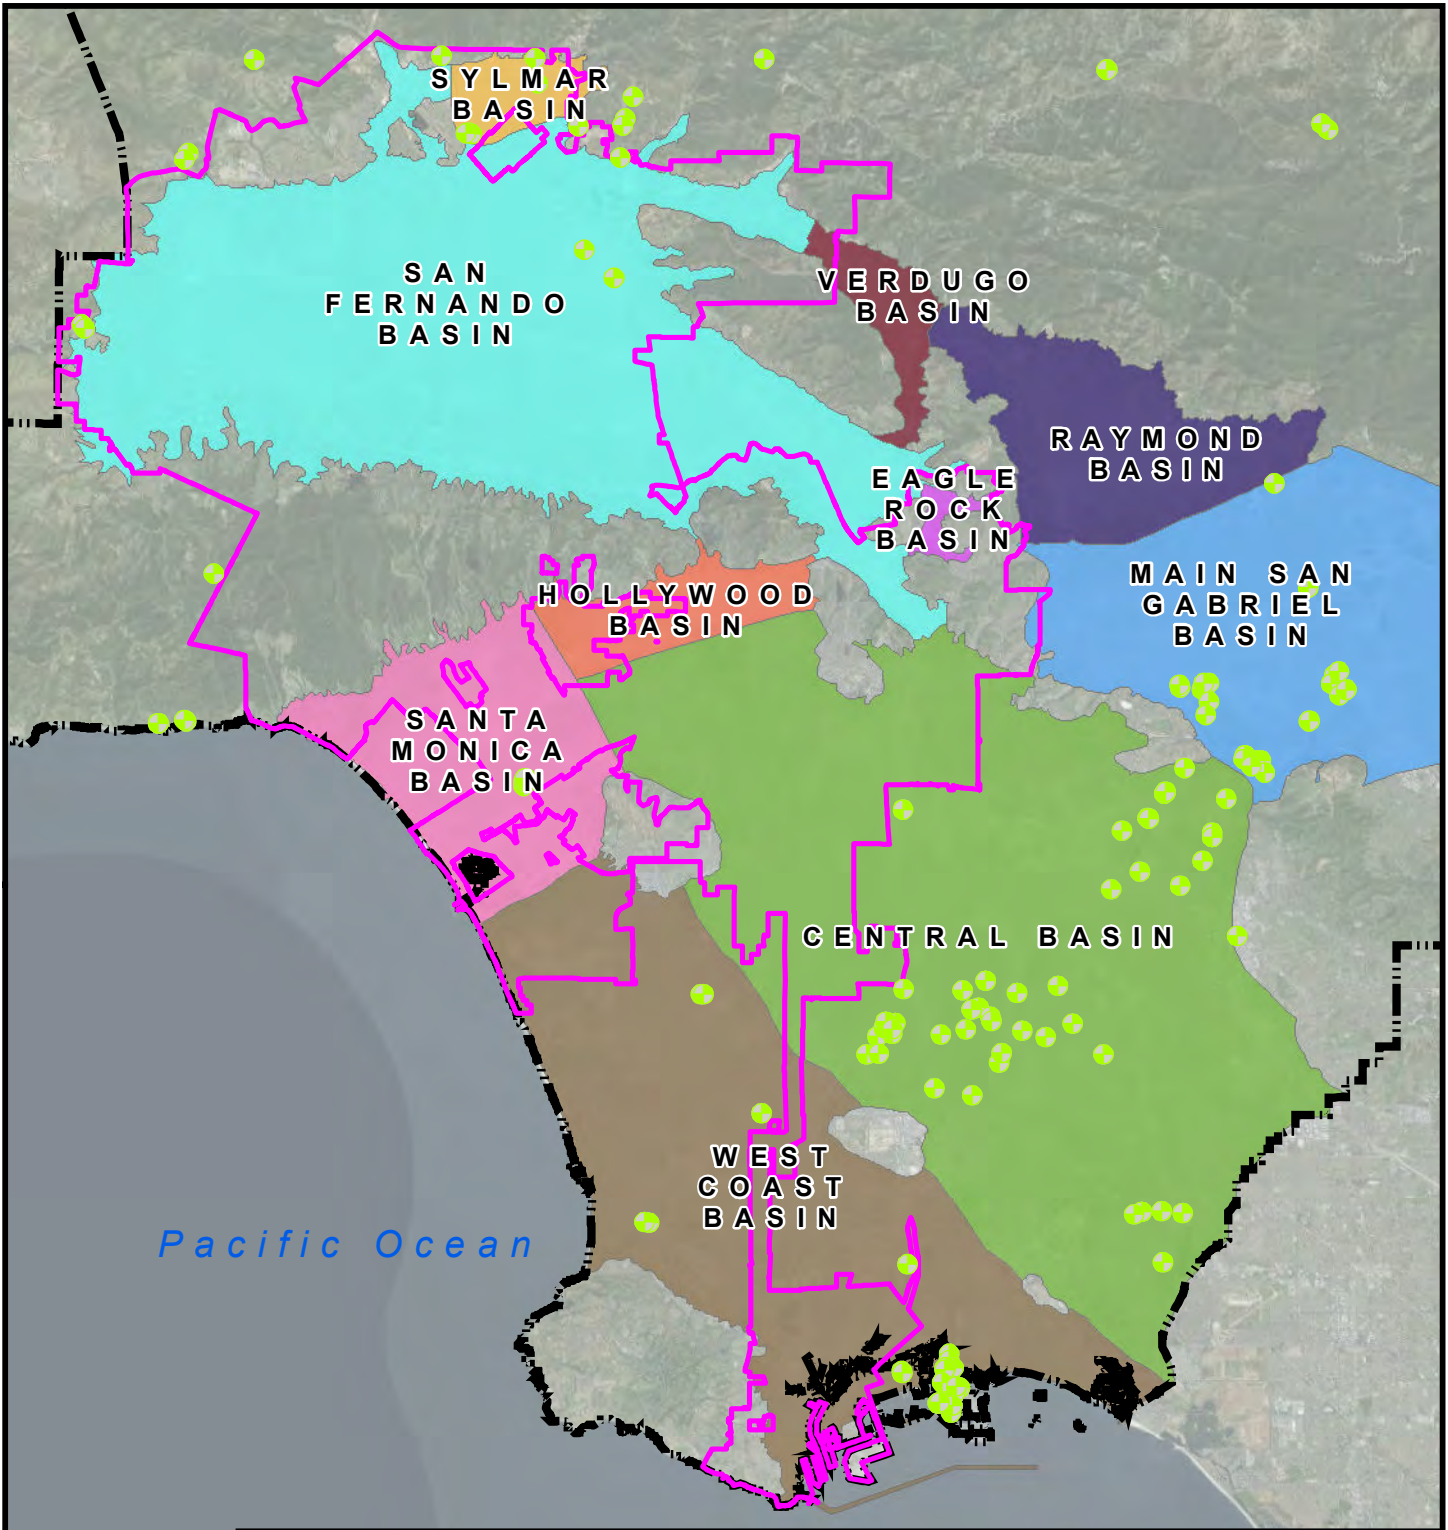 SYLMAR
BASIN
SAN
FERNANDO
BASIN
VERDUGO
BASIN
RAYMOND
BASIN
EAGLE
ROCK
BASIN
MAIN SAN
GABRIEL
BASIN
HOLLYWOOD
BASIN
SANTA
MONICA
BASIN
CENTRAL BASIN
WEST
COAST
BASIN
Pacific Ocean